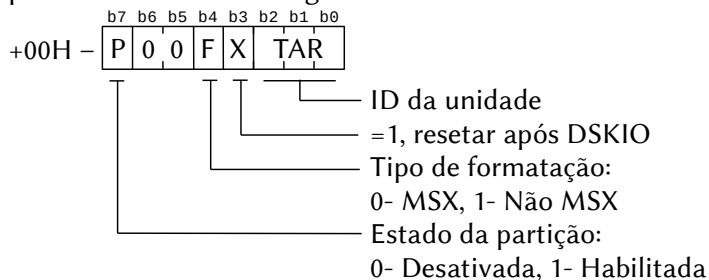 b7 b6 b5 b4 b3 b2 b1 b0
+00H – P 0 0 F X TAR
ID da unidade
=1, resetar após DSKIO
Tipo de formatação:
0- MSX, 1- Não MSX
Estado da partição:
0- Desativada, 1- Habilitada